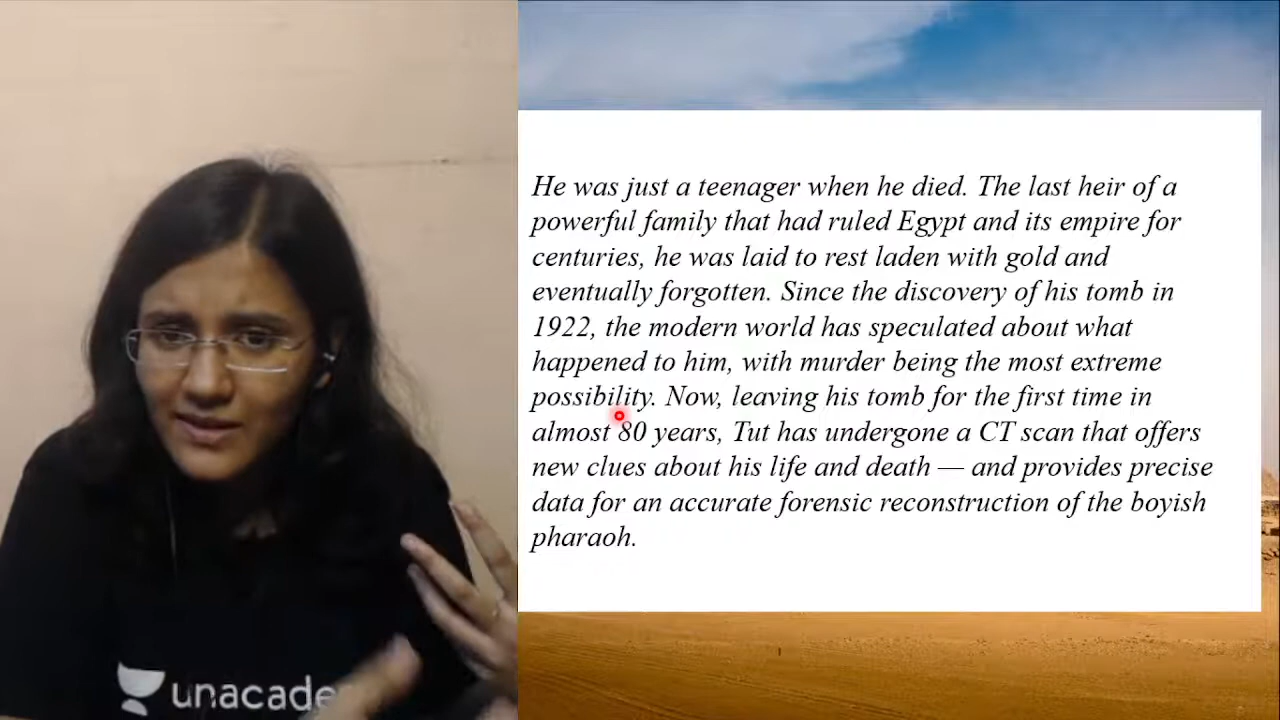 He was just a teenager when he died. The last heir of a
powerful family that had ruled Egypt and its empire for
centuries, he was laid to rest laden with gold and
eventually forgotten. Since the discovery of his tomb in
1922, the modern world has speculated about what
happened to him, with murder being the most extreme
possibility. Now, leaving his tomb for the first time in
almost 80 years, Tut has undergone a CT scan that offers
new clues about his life and death — and provides precise
data for an accurate forensic reconstruction of the boyish
pharaoh.
unacade